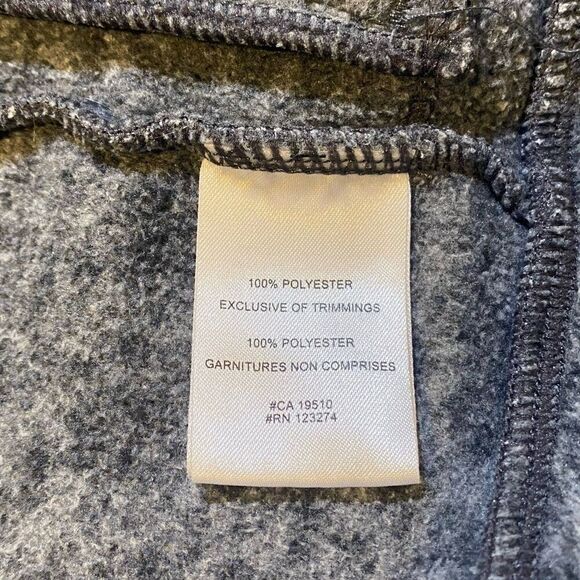 100% POLYESTER
EXCLUSIVE OF TRIMMINGS
100% POLYESTER
GARNITURES NON COMPRISES
#CA 19510
#RN 123274